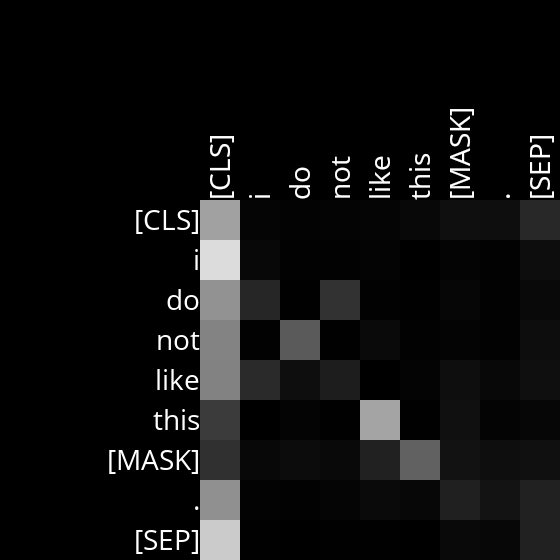 [CLS] i do not like this [MASK] . [SEP]
[CLS]
i
do
not
like
this
[MASK]
.
[SEP]